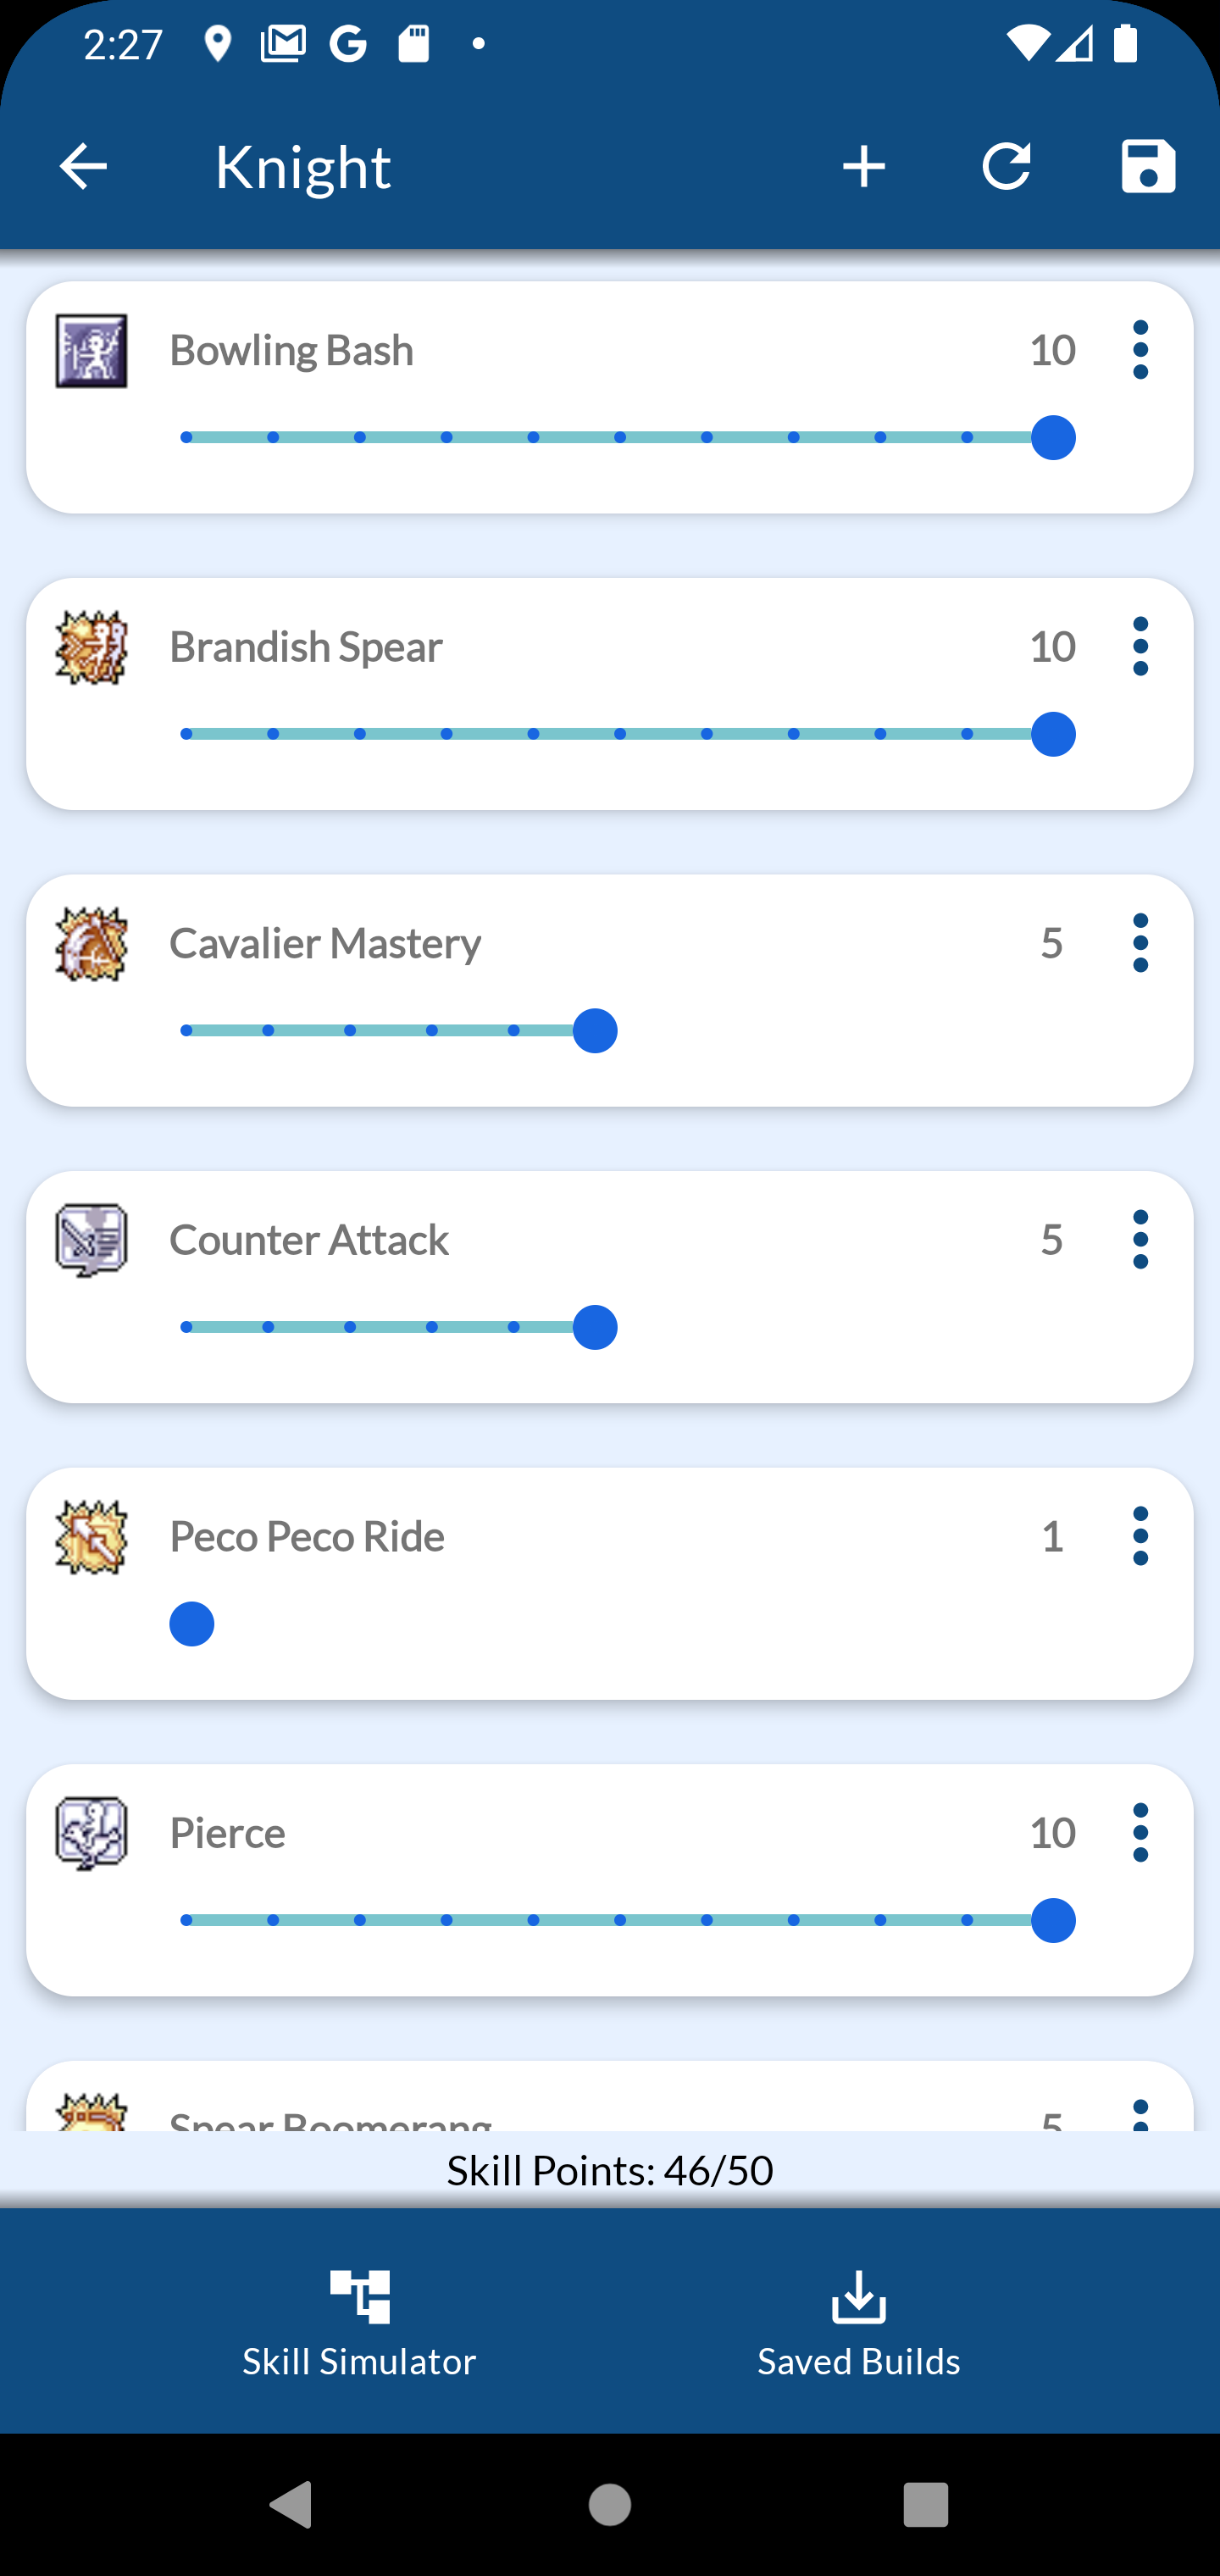 2:27
Knight
Bowling Bash 10
Brandish Spear 10
Cavalier Mastery 5
Counter Attack 5
Peco Peco Ride 1
Pierce 10
Spear Boomerang 5
Skill Points: 46/50
Skill Simulator Saved Builds